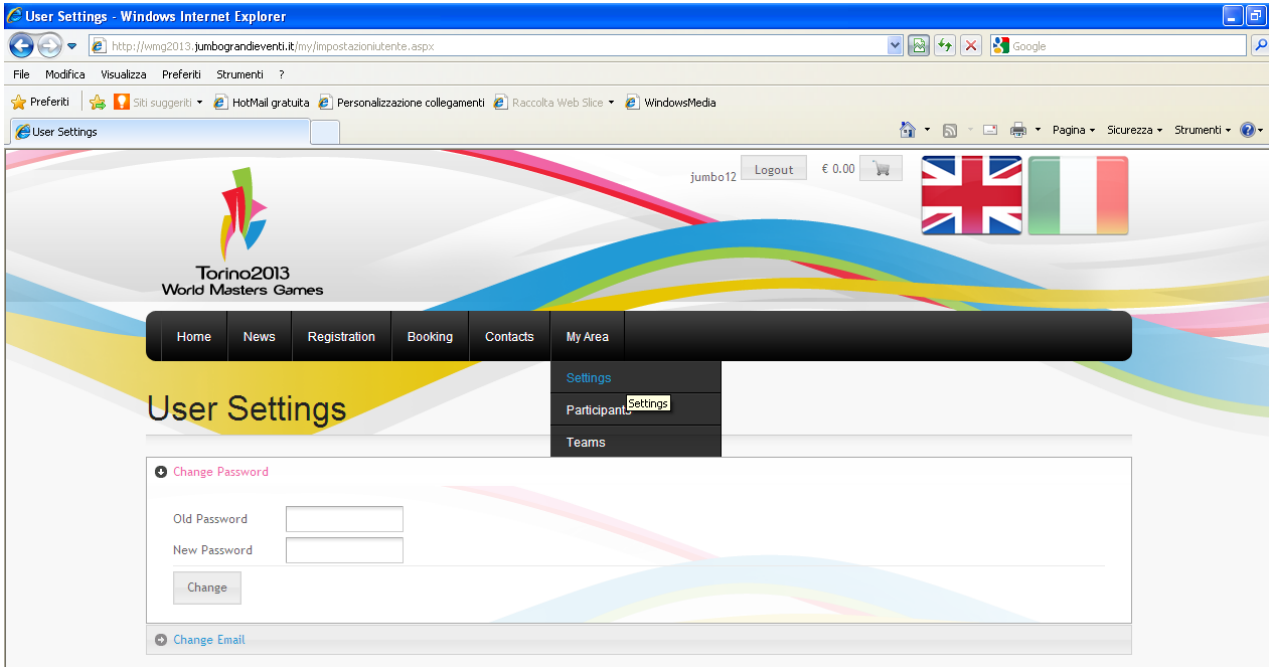 User Settings - Windows Internet Explorer
http://wmg2013.jumbograndieventi.it/my/impostazioniutente.aspx
Google
File Modifica Visualizza Preferiti Strumenti ?
Preferiti Siti suggeriti HotMail gratuita Personalizzazione collegamenti Raccolta Web Slice WindowsMedia
User Settings Pagina Sicurezza Strumenti
jumbo12 Logout € 0.00
Torino2013
World Masters Games
Home News Registration Booking Contacts My Area
Settings
Settings
User Settings
Participants
Teams
Change Password
Old Password
New Password
Change
Change Email